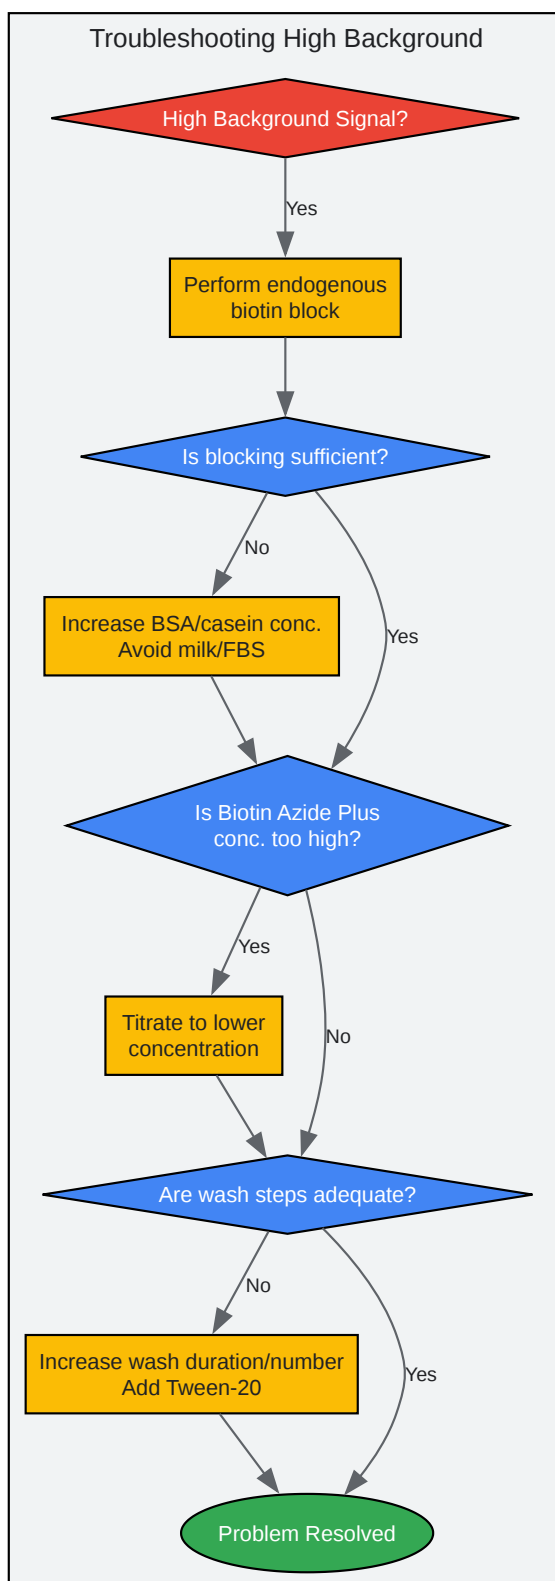 Troubleshooting High Background
High Background Signal?
Yes
Perform endogenous
biotin block
Is blocking sufficient?
No
Increase BSA/casein conc.
Avoid milk/FBS
Yes
Is Biotin Azide Plus
conc. too high?
Yes
Titrate to lower
concentration
No
Are wash steps adequate?
No
Increase wash duration/number
Add Tween-20
Yes
Problem Resolved